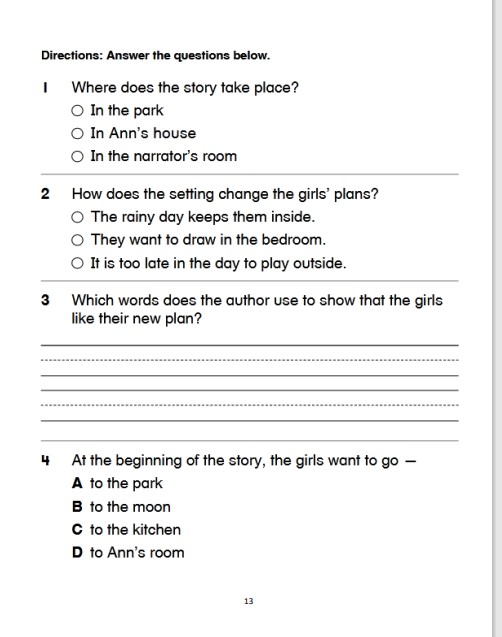 Directions: Answer the questions below.
1 Where does the story take place?
In the park
In Ann's house
In the narrator's room
2 How does the setting change the girls' plans?
The rainy day keeps them inside.
They want to draw in the bedroom.
It is too late in the day to play outside.
3 Which words does the author use to show that the girls
like their new plan?
4 At the beginning of the story, the girls want to go —
A to the park
B to the moon
C to the kitchen
D to Ann's room
13